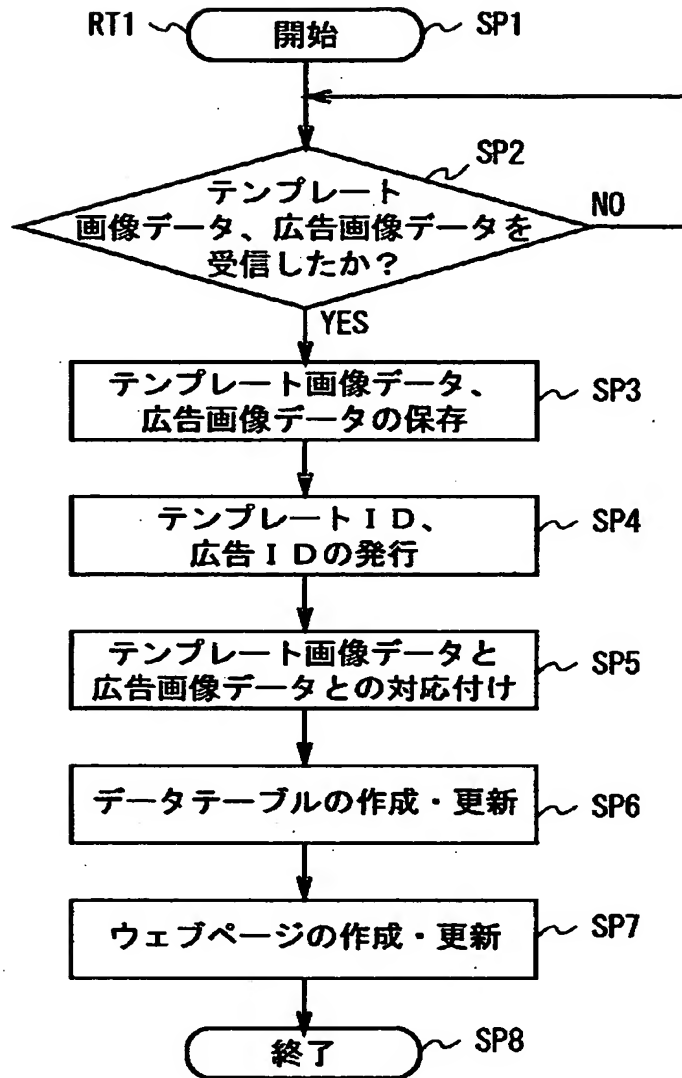 RT1 開始 SP1
SP2
テンプレート
画像データ、広告画像データを
受信したか？
NO
YES
テンプレート画像データ、
広告画像データの保存
SP3
テンプレートＩＤ、
広告ＩＤの発行
SP4
テンプレート画像データと
広告画像データとの対応付け
SP5
データテーブルの作成・更新
SP6
ウェブページの作成・更新
SP7
終了
SP8